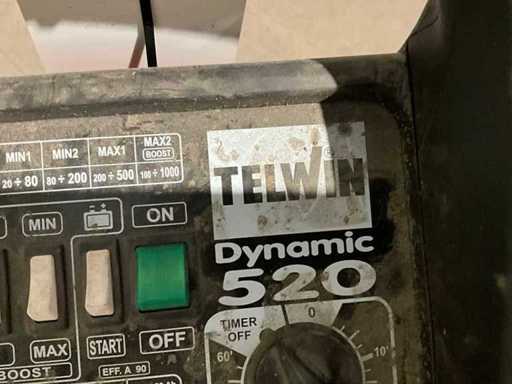 MIN1 MIN2 MAX1 MAX2
BOOST
20÷80 80÷200 200÷500 100÷1000
TELWIN
®
MIN ON
Dynamic
520
TIMER
OFF
0
60'
10'
MAX START OFF
BOOST EFF. A 90